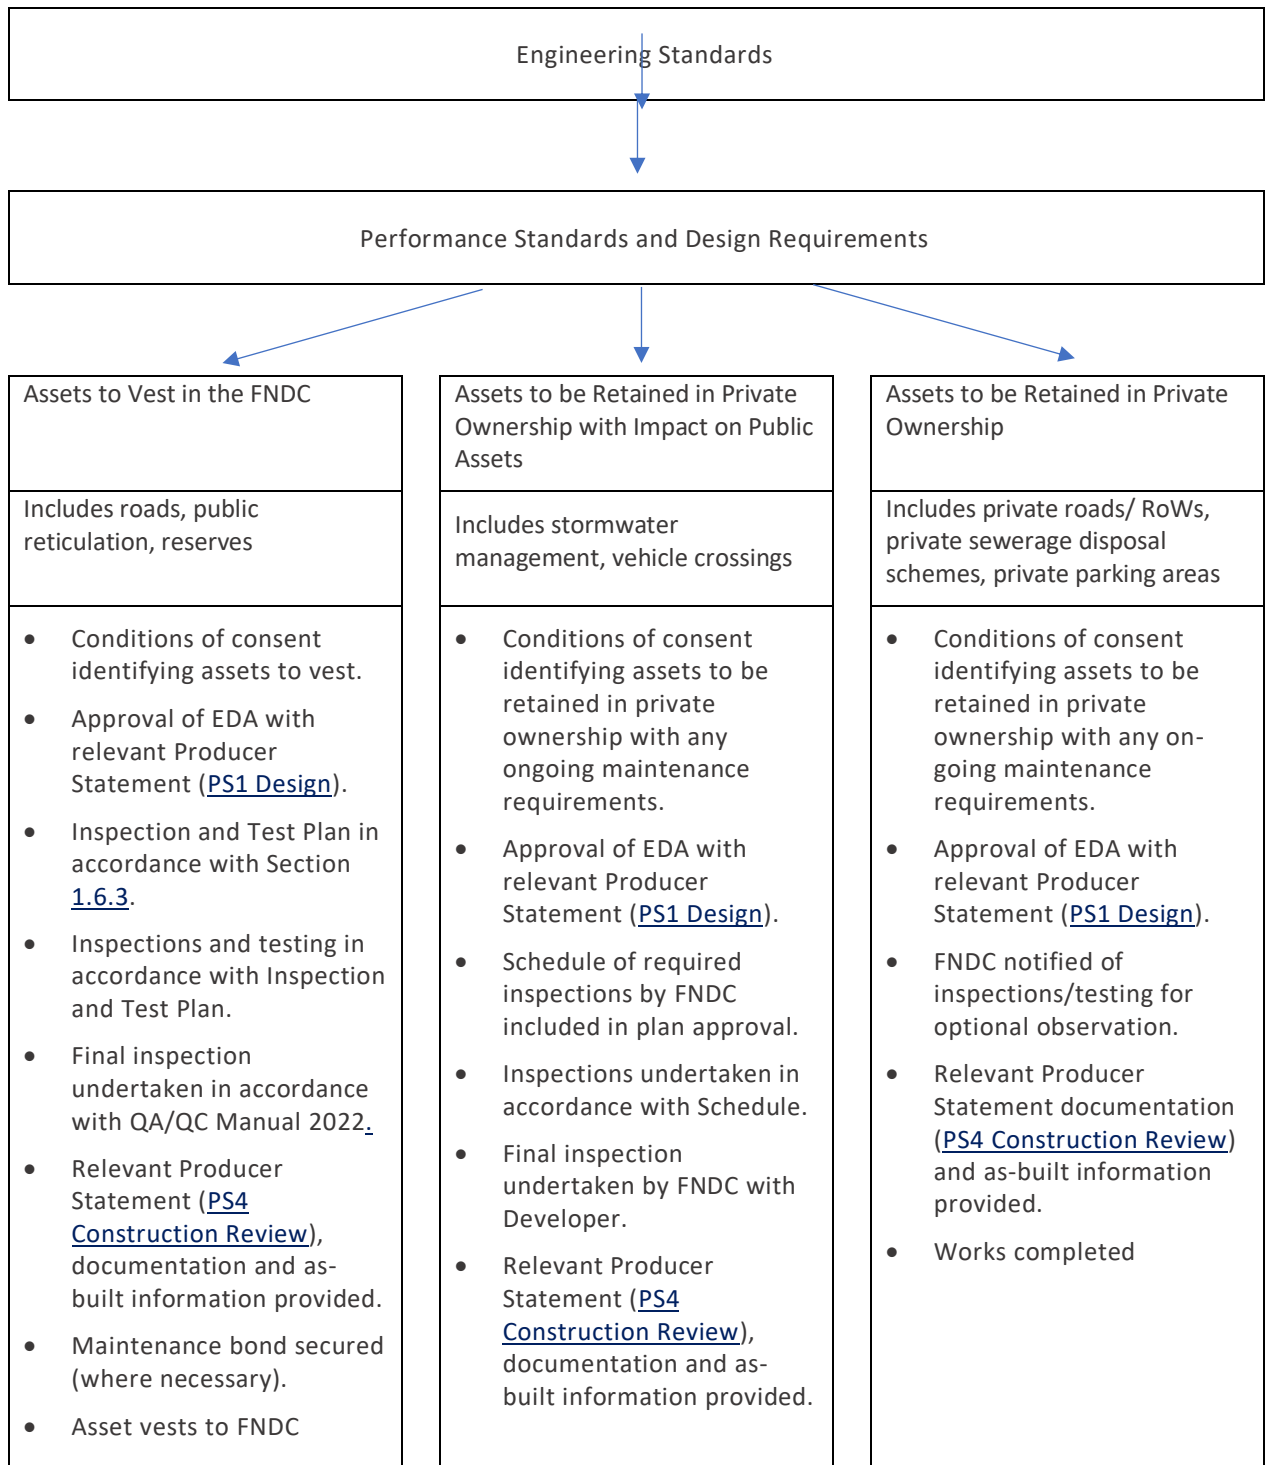 Engineering Standards
Performance Standards and Design Requirements
Assets to Vest in the FNDC
Includes roads, public
reticulation, reserves
• Conditions of consent
identifying assets to vest.
• Approval of EDA with
relevant Producer
Statement (PS1 Design).
• Inspection and Test Plan in
accordance with Section
1.6.3.
• Inspections and testing in
accordance with Inspection
and Test Plan.
• Final inspection
undertaken in accordance
with QA/QC Manual 2022.
• Relevant Producer
Statement (PS4
Construction Review),
documentation and as-
built information provided.
• Maintenance bond secured
(where necessary).
• Asset vests to FNDC
Assets to be Retained in Private
Ownership with Impact on Public
Assets
Includes stormwater
management, vehicle crossings
• Conditions of consent
identifying assets to be
retained in private
ownership with any
ongoing maintenance
requirements.
• Approval of EDA with
relevant Producer
Statement (PS1 Design).
• Schedule of required
inspections by FNDC
included in plan approval.
• Inspections undertaken in
accordance with Schedule.
• Final inspection
undertaken by FNDC with
Developer.
• Relevant Producer
Statement (PS4
Construction Review),
documentation and as-
built information provided.
Assets to be Retained in Private
Ownership
Includes private roads/ RoWs,
private sewerage disposal
schemes, private parking areas
• Conditions of consent
identifying assets to be
retained in private
ownership with any on-
going maintenance
requirements.
• Approval of EDA with
relevant Producer
Statement (PS1 Design).
• FNDC notified of
inspections/testing for
optional observation.
• Relevant Producer
Statement documentation
(PS4 Construction Review)
and as-built information
provided.
• Works completed